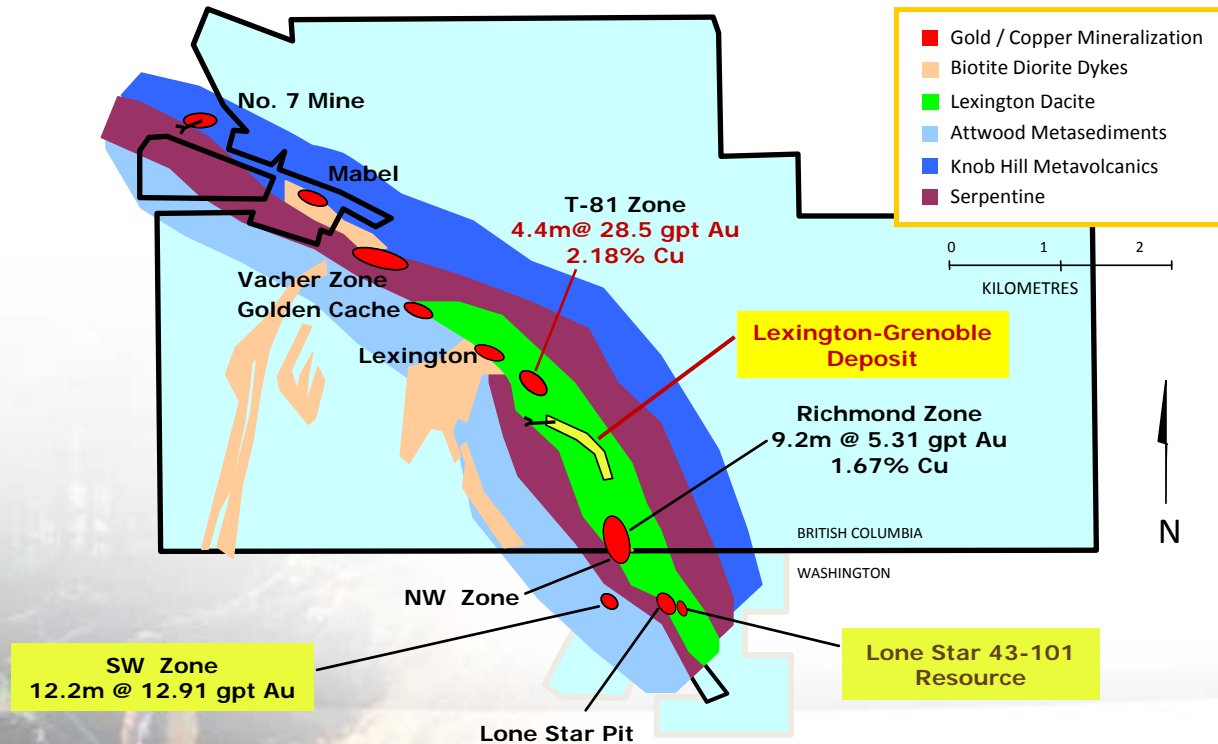 Gold / Copper Mineralization
Biotite Diorite Dykes
Lexington Dacite
Attwood Metasediments
Knob Hill Metavolcanics
Serpentine
No. 7 Mine
Mabel
T-81 Zone
4.4m@ 28.5 gpt Au
2.18% Cu
0 1 2
KILOMETRES
Vacher Zone
Golden Cache
Lexington
Lexington-Grenoble
Deposit
Richmond Zone
9.2m @ 5.31 gpt Au
1.67% Cu
N
BRITISH COLUMBIA
WASHINGTON
NW Zone
SW Zone
12.2m @ 12.91 gpt Au
Lone Star 43-101
Resource
Lone Star Pit